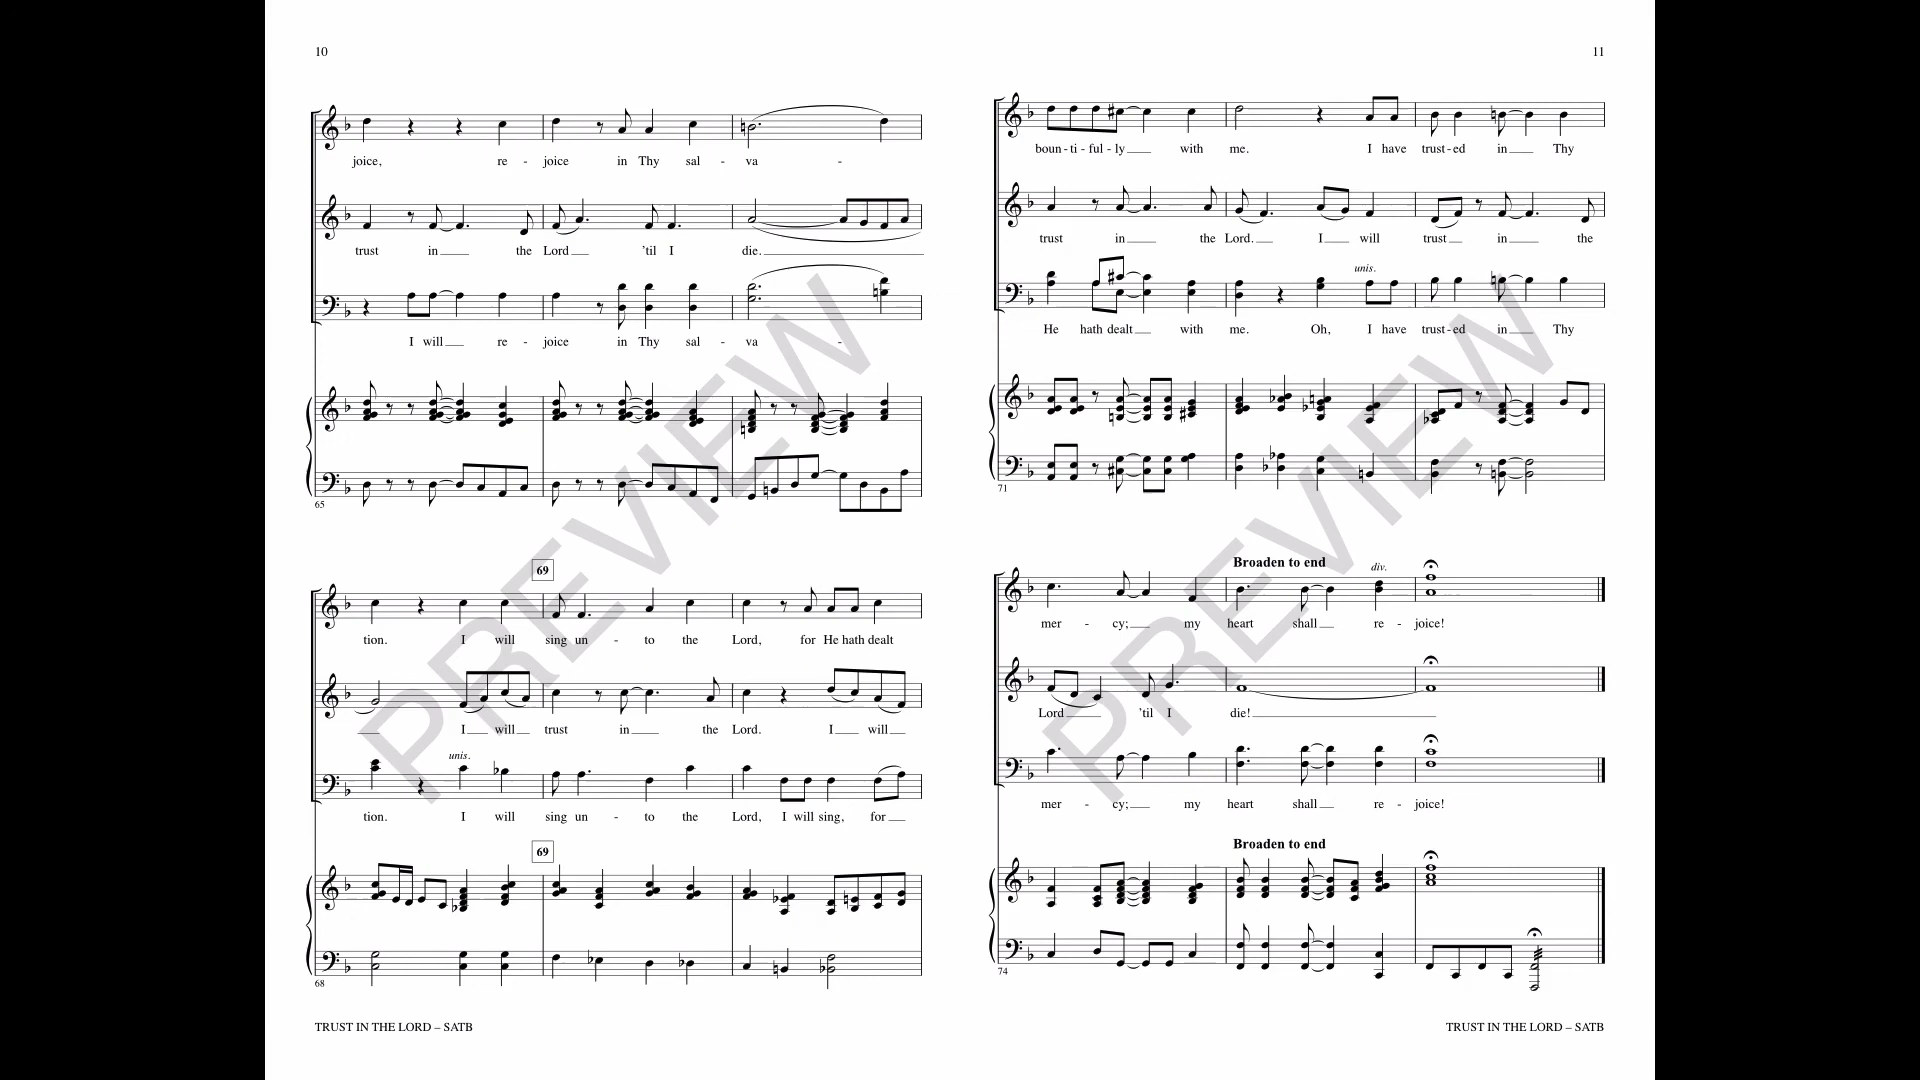 10
joice, re - joice in Thy sal - va -
trust in the Lord 'til I die.
I will re - joice in Thy sal - va -
65
69
tion. I will sing un - to the Lord, for He hath dealt
I will trust in the Lord. I will
unis.
tion. I will sing un - to the Lord, I will sing, for
69
68
TRUST IN THE LORD – SATB
11
boun - ti - ful - ly with me. I have trust - ed in Thy
trust in the Lord. I will trust in the
unis.
He hath dealt with me. Oh, I have trust - ed in Thy
71
Broaden to end
div.
mer - cy; my heart shall re - joice!
Lord 'til I die!
mer - cy; my heart shall re - joice!
Broaden to end
74
TRUST IN THE LORD – SATB
PREVIEW
PREVIEW